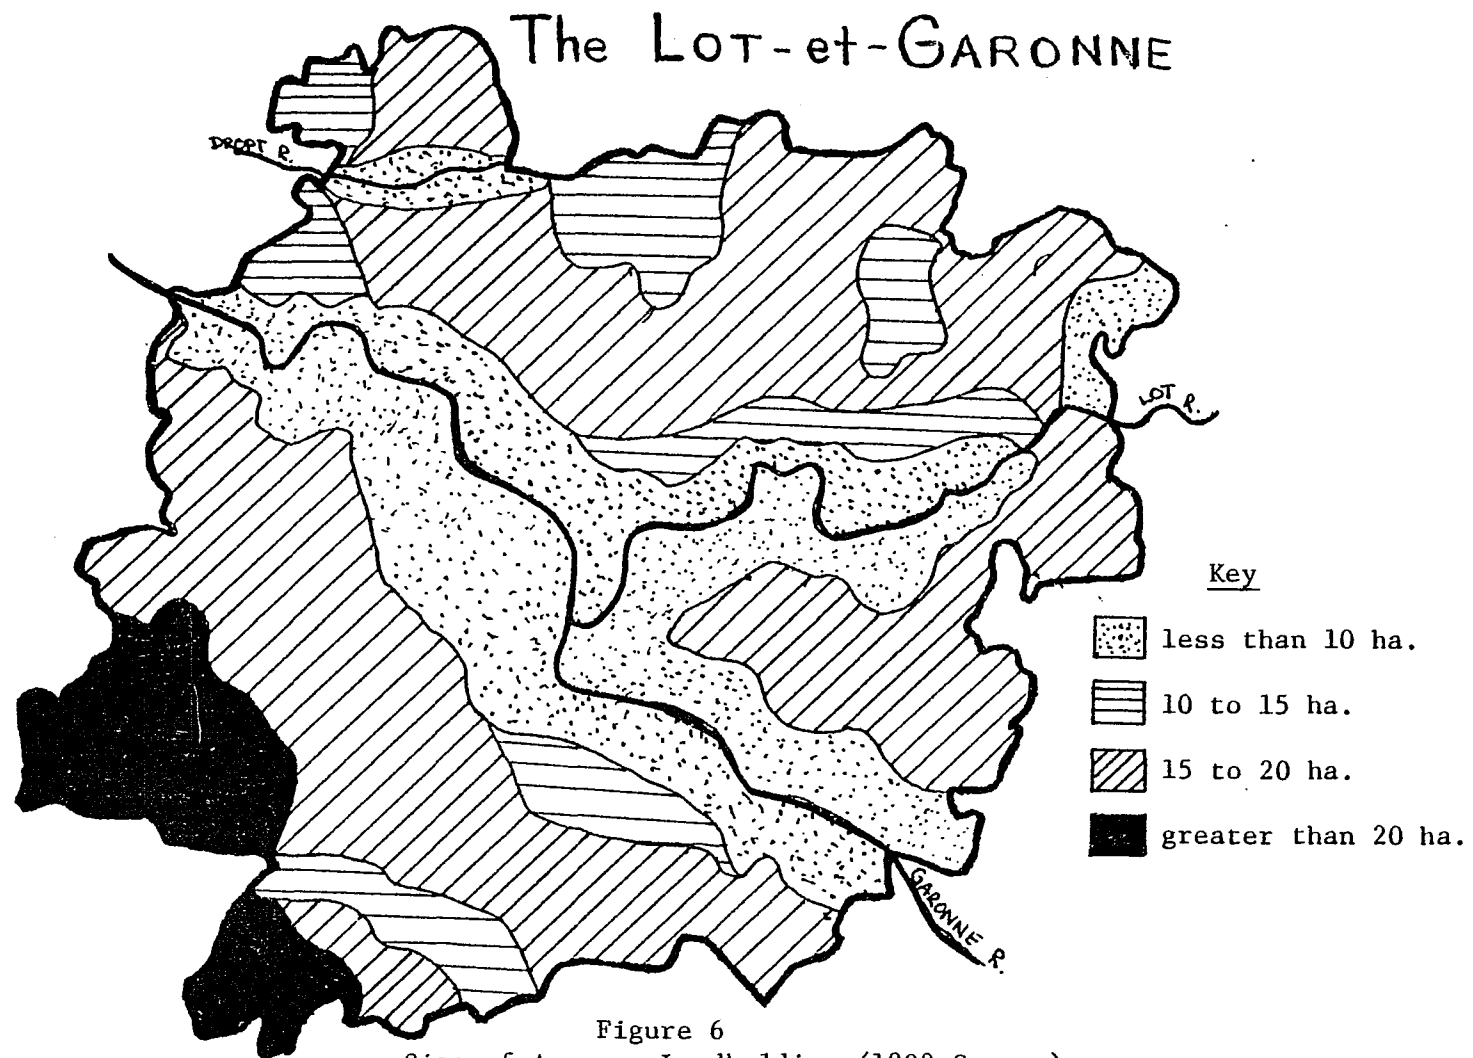 The LOT-et-GARONNE
DROPT R.
LOT R.
Key
less than 10 ha.
10 to 15 ha.
15 to 20 ha.
greater than 20 ha.
GARONNE R.
Figure 6